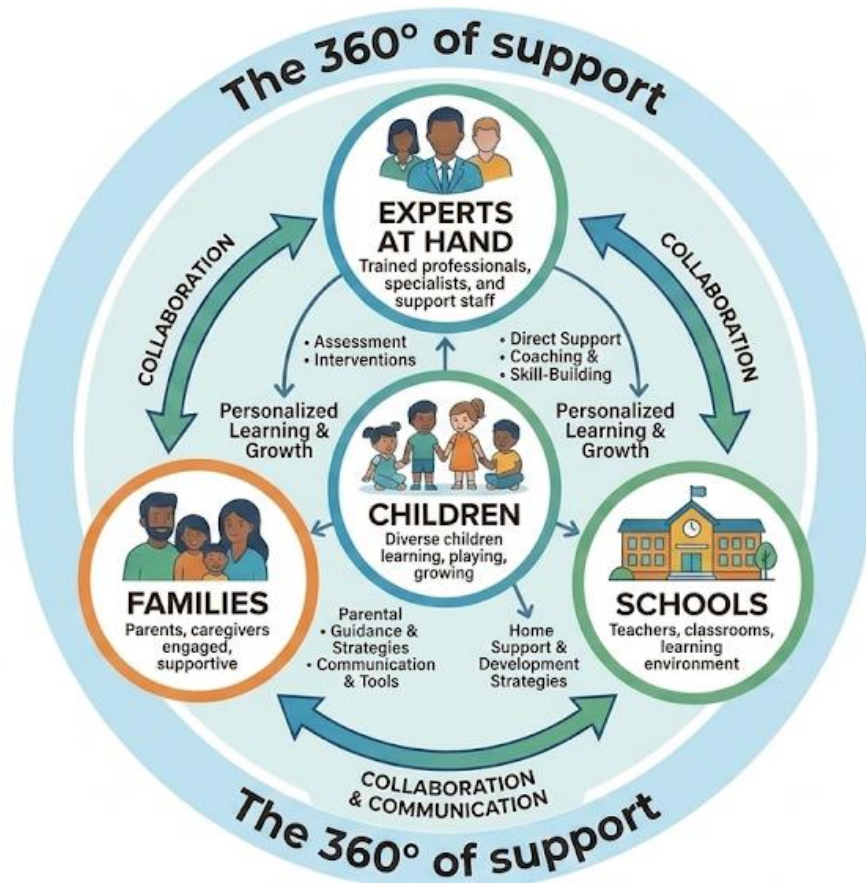 The 360° of support
EXPERTS
AT HAND
Trained professionals,
specialists, and
support staff
COLLABORATION
COLLABORATION
• Assessment
• Interventions
• Direct Support
• Coaching &
• Skill-Building
Personalized
Learning &
Growth
Personalized
Learning &
Growth
CHILDREN
Diverse children
learning, playing,
growing
FAMILIES
Parents, caregivers
engaged,
supportive
SCHOOLS
Teachers, classrooms,
learning
environment
Parental
• Guidance &
Strategies
• Communication
& Tools
Home
Support &
Development
Strategies
COLLABORATION
& COMMUNICATION
The 360° of support